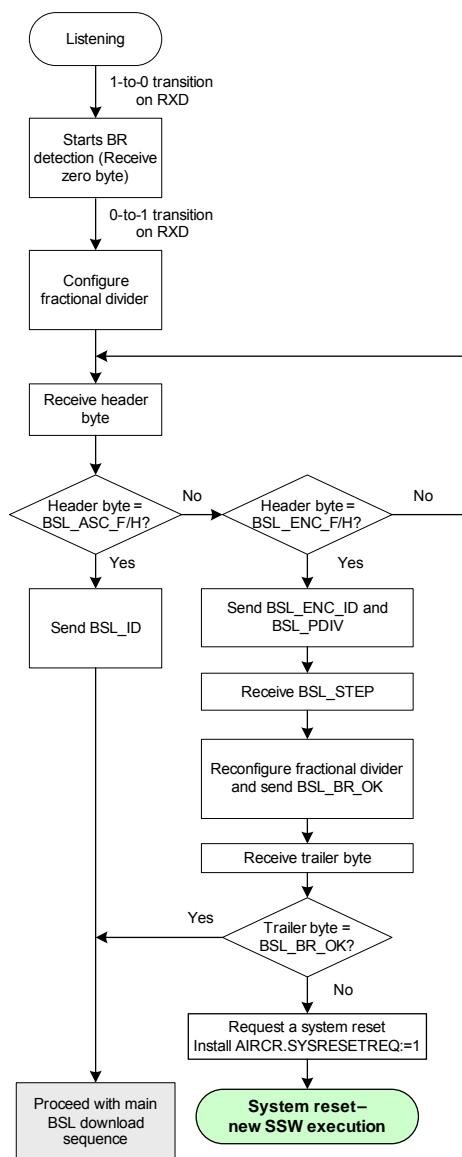 Listening
1-to-0 transition
on RXD
Starts BR
detection (Receive
zero byte)
0-to-1 transition
on RXD
Configure
fractional divider
Receive header
byte
Header byte =
BSL_ASC_F/H?
No
Header byte =
BSL_ENC_F/H?
No
Yes
Yes
Send BSL_ID
Send BSL_ENC_ID and
BSL_PDIV
Receive BSL_STEP
Reconfigure fractional divider
and send BSL_BR_OK
Receive trailer byte
Yes
Trailer byte =
BSL_BR_OK?
No
Request a system reset
Install AIRCR.SYSRESETREQ:=1
Proceed with main
BSL download
sequence
System reset–
new SSW execution